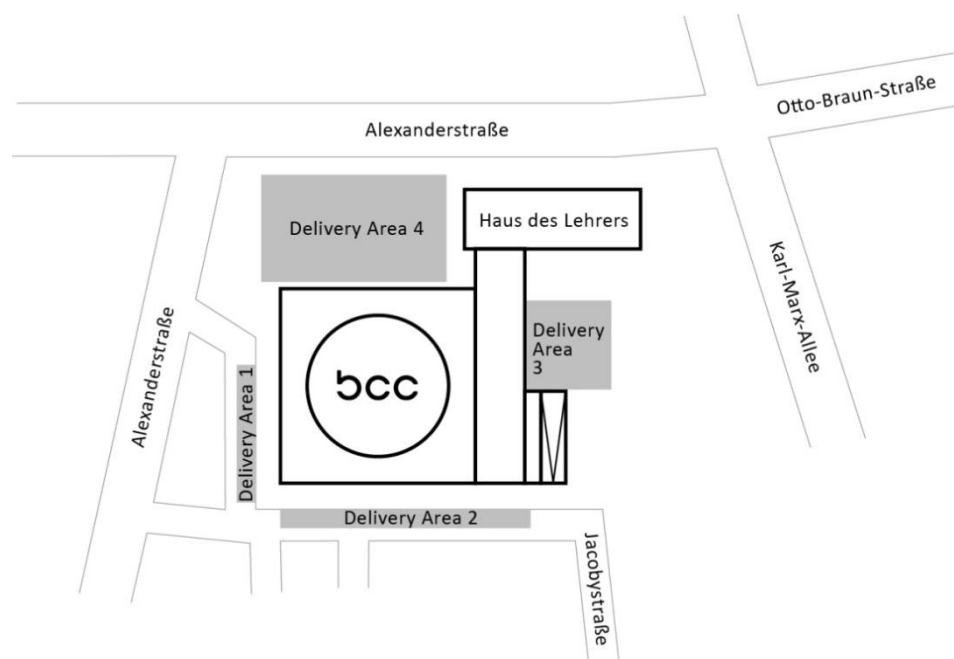 Otto-Braun-Straße
Alexanderstraße
Haus des Lehrers
Delivery Area 4
Karl-Marx-Allee
Alexanderstraße
Delivery
Area
3
bcc
Delivery Area 1
Delivery Area 2
Jacobystraße